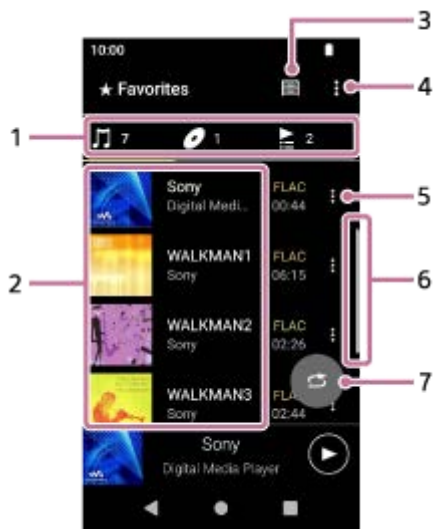 3
10:00
★ Favorites
4
1
7
1
2
Sony
FLAC
Digital Medi...
00:44
5
WALKMAN1
FLAC
Sony
06:15
6
2
WALKMAN2
FLAC
Sony
02:26
WALKMAN3
FLA
Sony
02:44
7
Sony
Digital Media Player